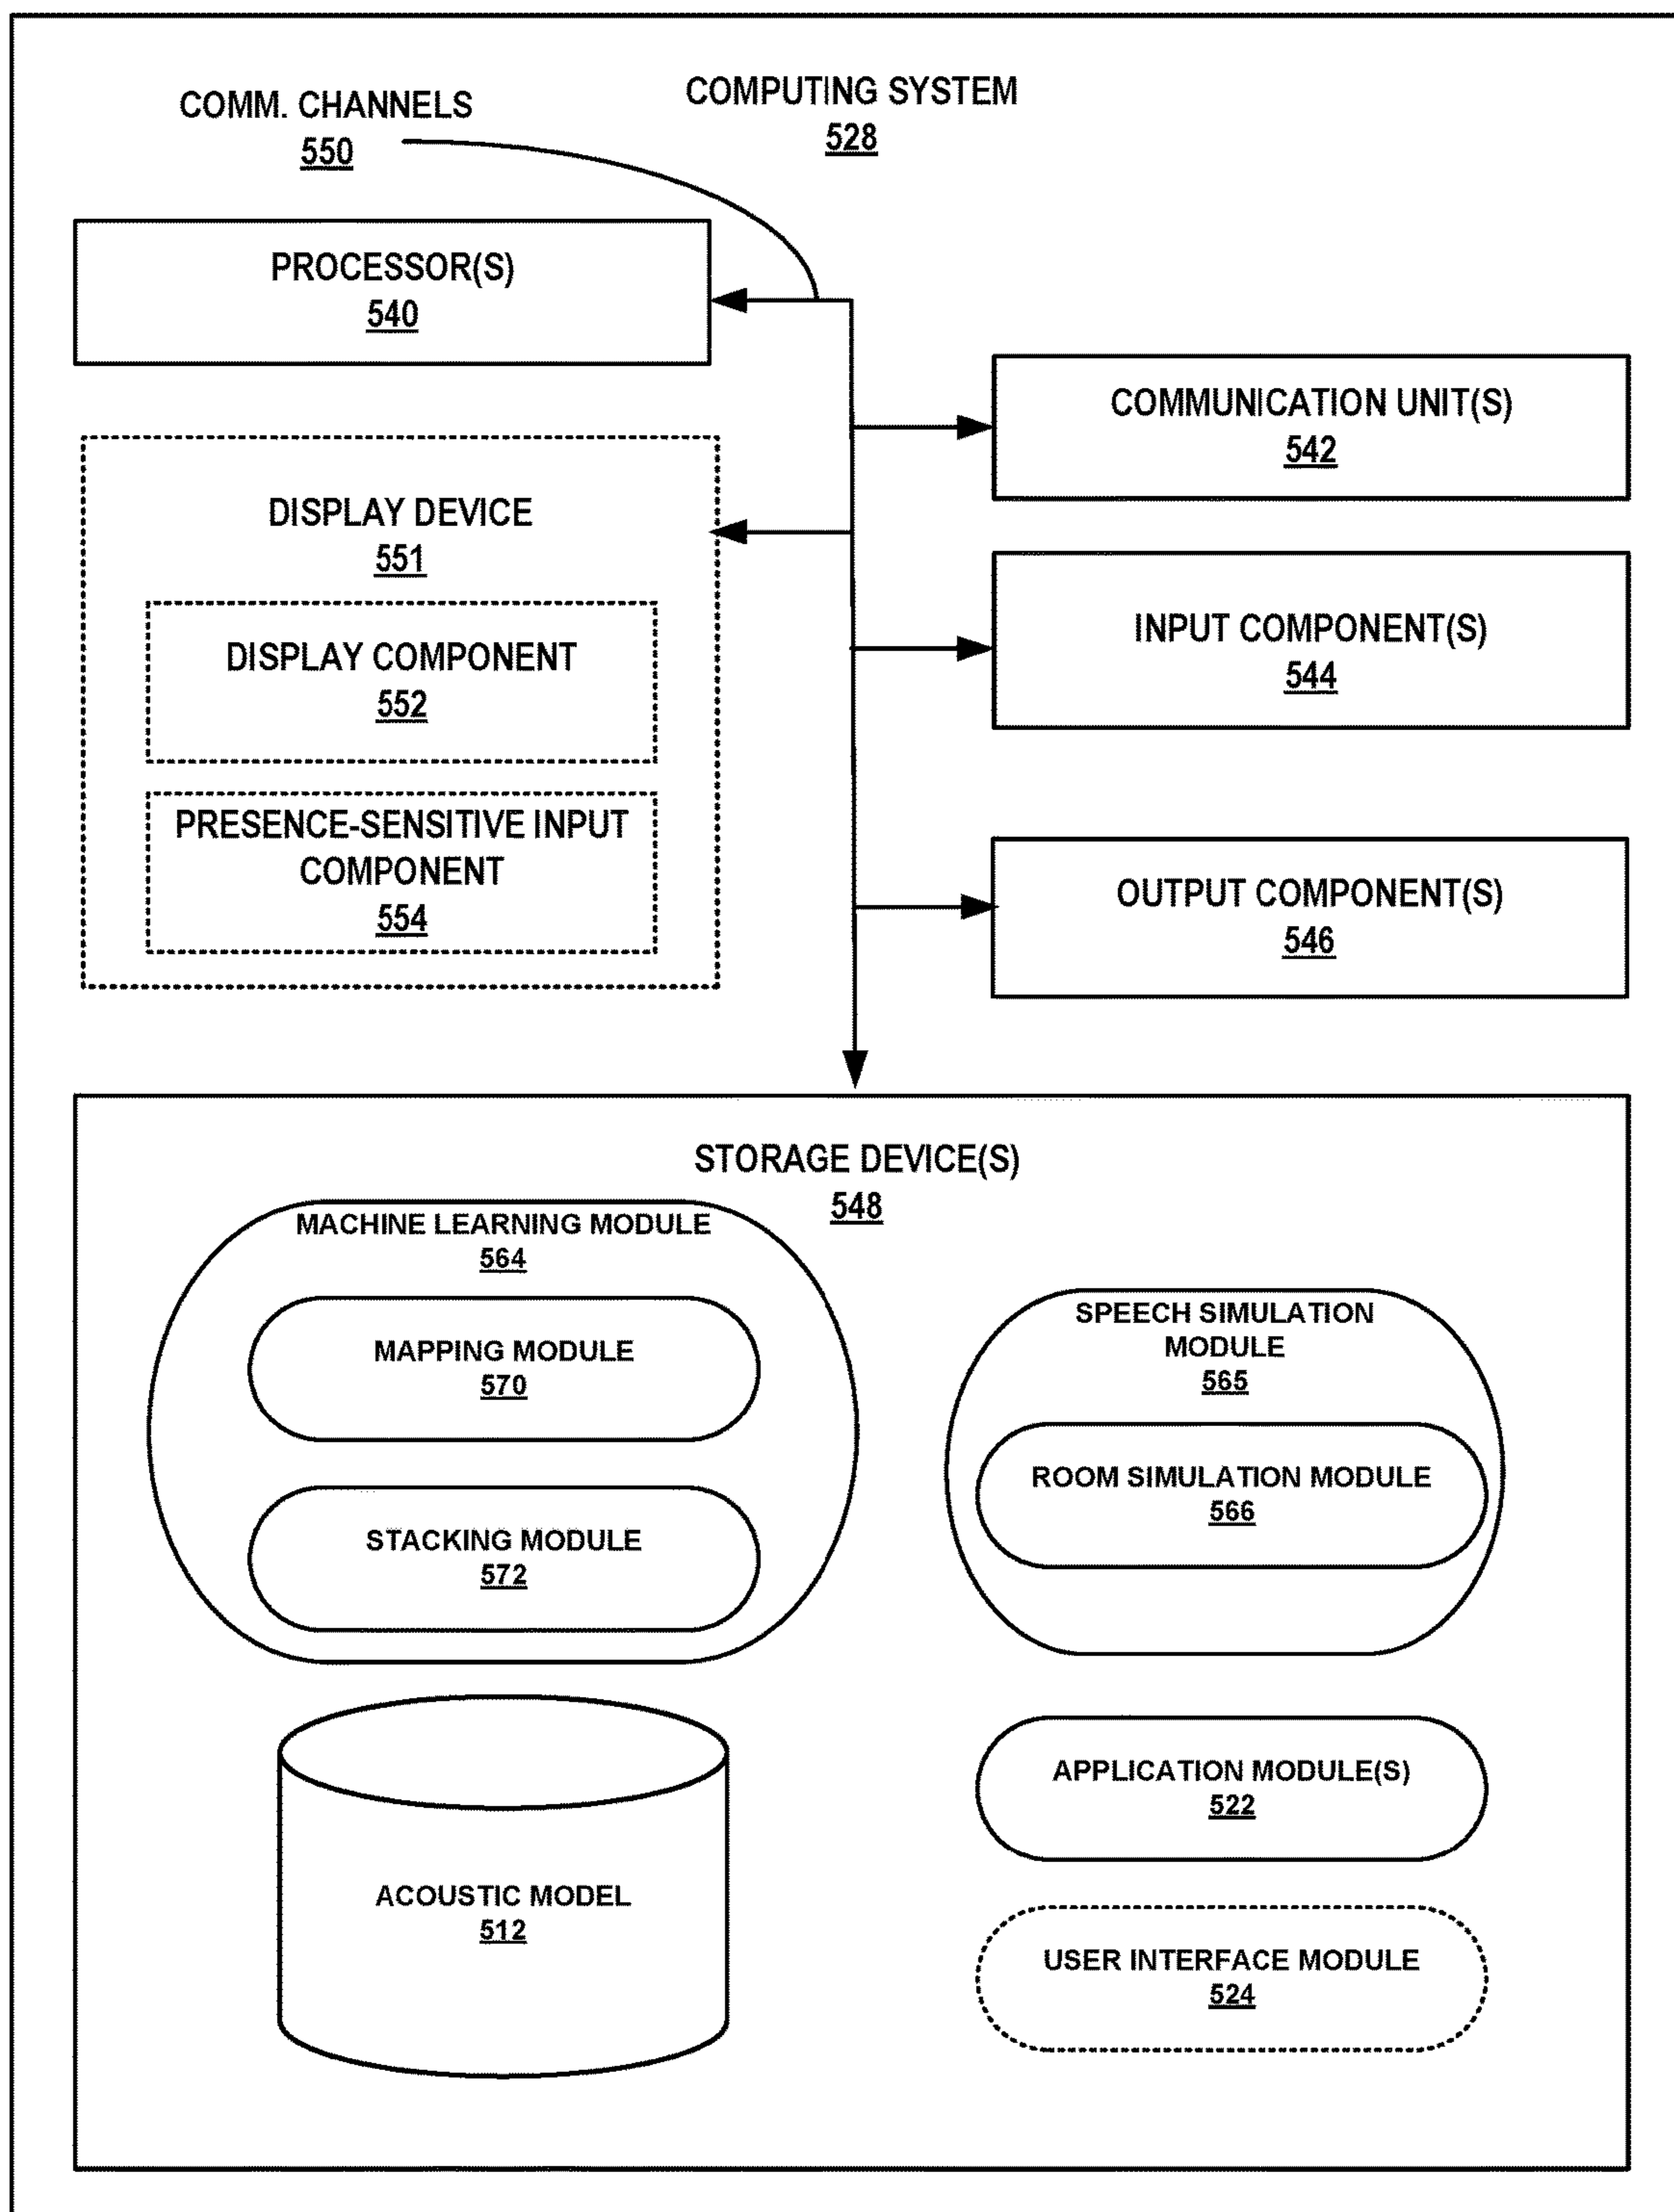 COMM. CHANNELS
550
COMPUTING SYSTEM
528
PROCESSOR(S)
540
COMMUNICATION UNIT(S)
542
DISPLAY DEVICE
551
DISPLAY COMPONENT
552
PRESENCE-SENSITIVE INPUT
COMPONENT
554
INPUT COMPONENT(S)
544
OUTPUT COMPONENT(S)
546
STORAGE DEVICE(S)
548
MACHINE LEARNING MODULE
564
MAPPING MODULE
570
STACKING MODULE
572
SPEECH SIMULATION
MODULE
565
ROOM SIMULATION MODULE
566
ACOUSTIC MODEL
512
APPLICATION MODULE(S)
522
USER INTERFACE MODULE
524